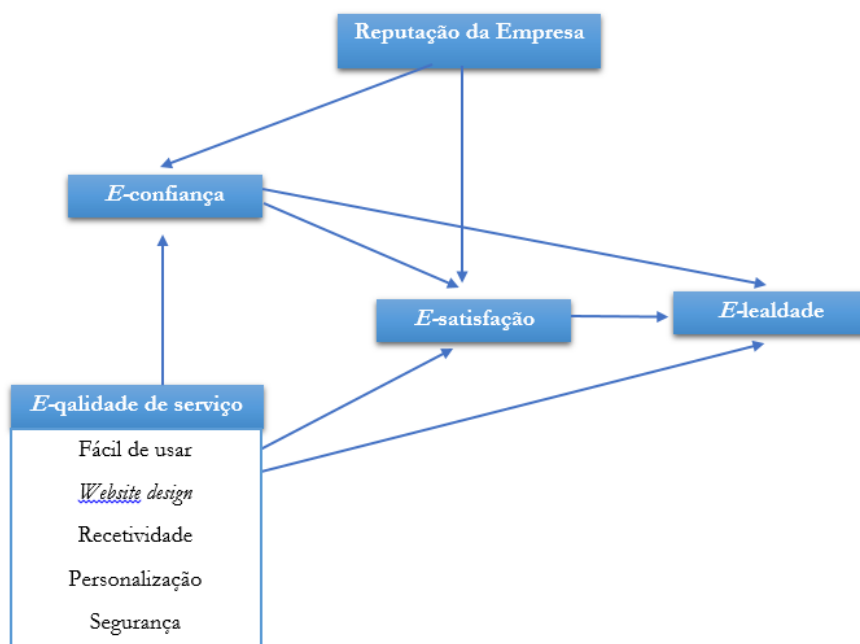 Reputação da Empresa
E-confiança
E-satisfação
E-lealdade
E-qalidade de serviço
Fácil de usar
Website design
Recetividade
Personalização
Segurança